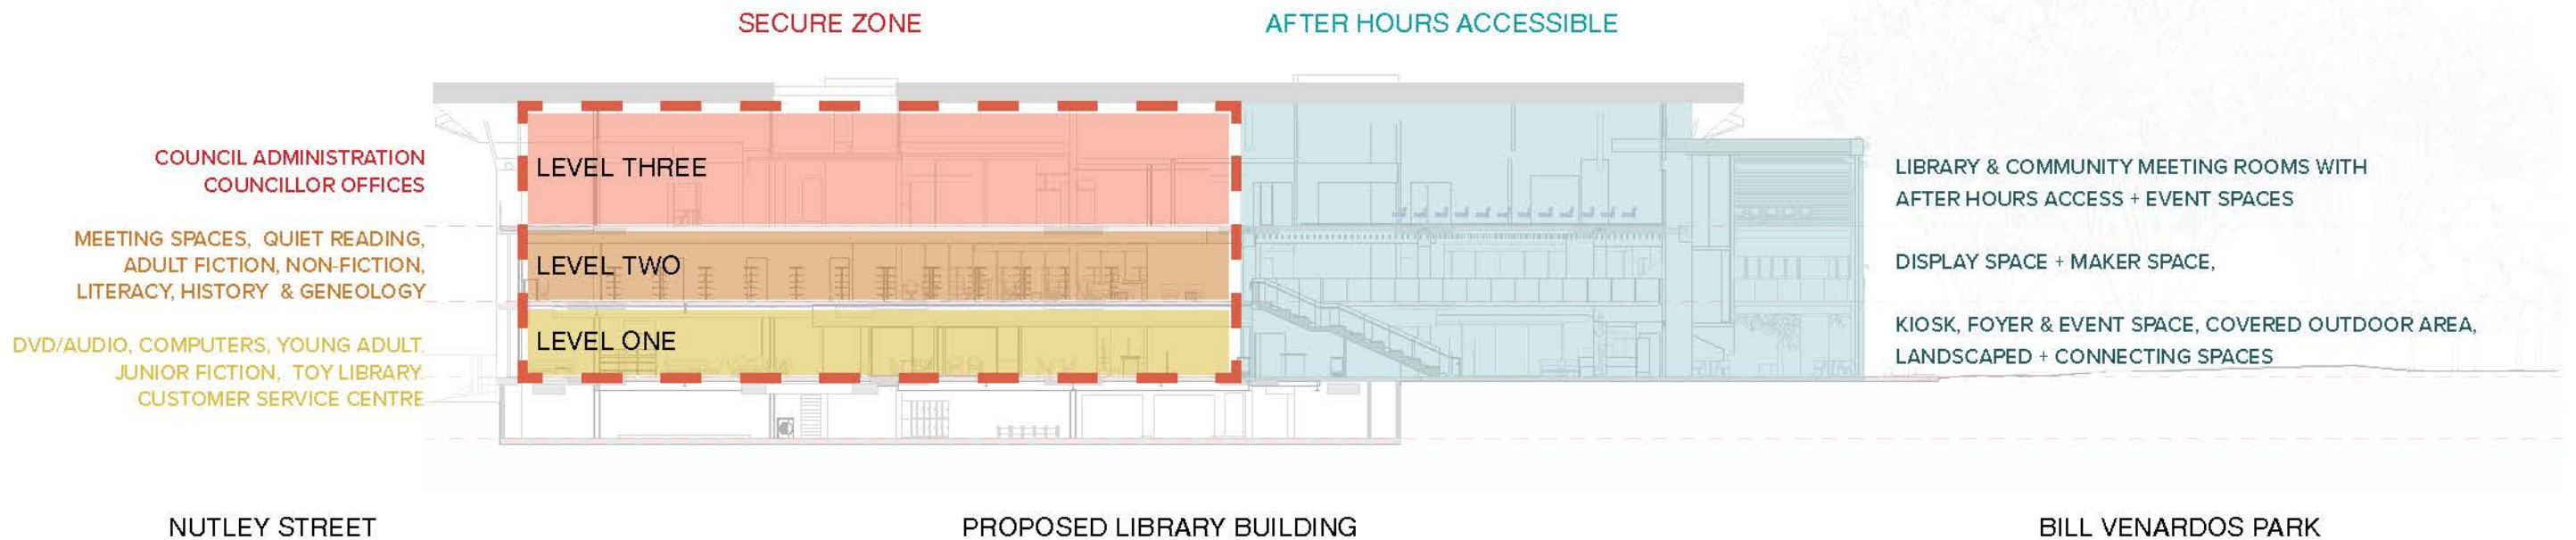 SECURE ZONE
AFTER HOURS ACCESSIBLE
COUNCIL ADMINISTRATION
COUNCILLOR OFFICES
MEETING SPACES, QUIET READING,
ADULT FICTION, NON-FICTION,
LITERACY, HISTORY & GENEOLOGY
DVD/AUDIO, COMPUTERS, YOUNG ADULT.
JUNIOR FICTION, TOY LIBRARY.
CUSTOMER SERVICE CENTRE
LEVEL THREE
LEVEL TWO
LEVEL ONE
LIBRARY & COMMUNITY MEETING ROOMS WITH
AFTER HOURS ACCESS + EVENT SPACES
DISPLAY SPACE + MAKER SPACE,
KIOSK, FOYER & EVENT SPACE, COVERED OUTDOOR AREA,
LANDSCAPED + CONNECTING SPACES
NUTLEY STREET
PROPOSED LIBRARY BUILDING
BILL VENARDOS PARK